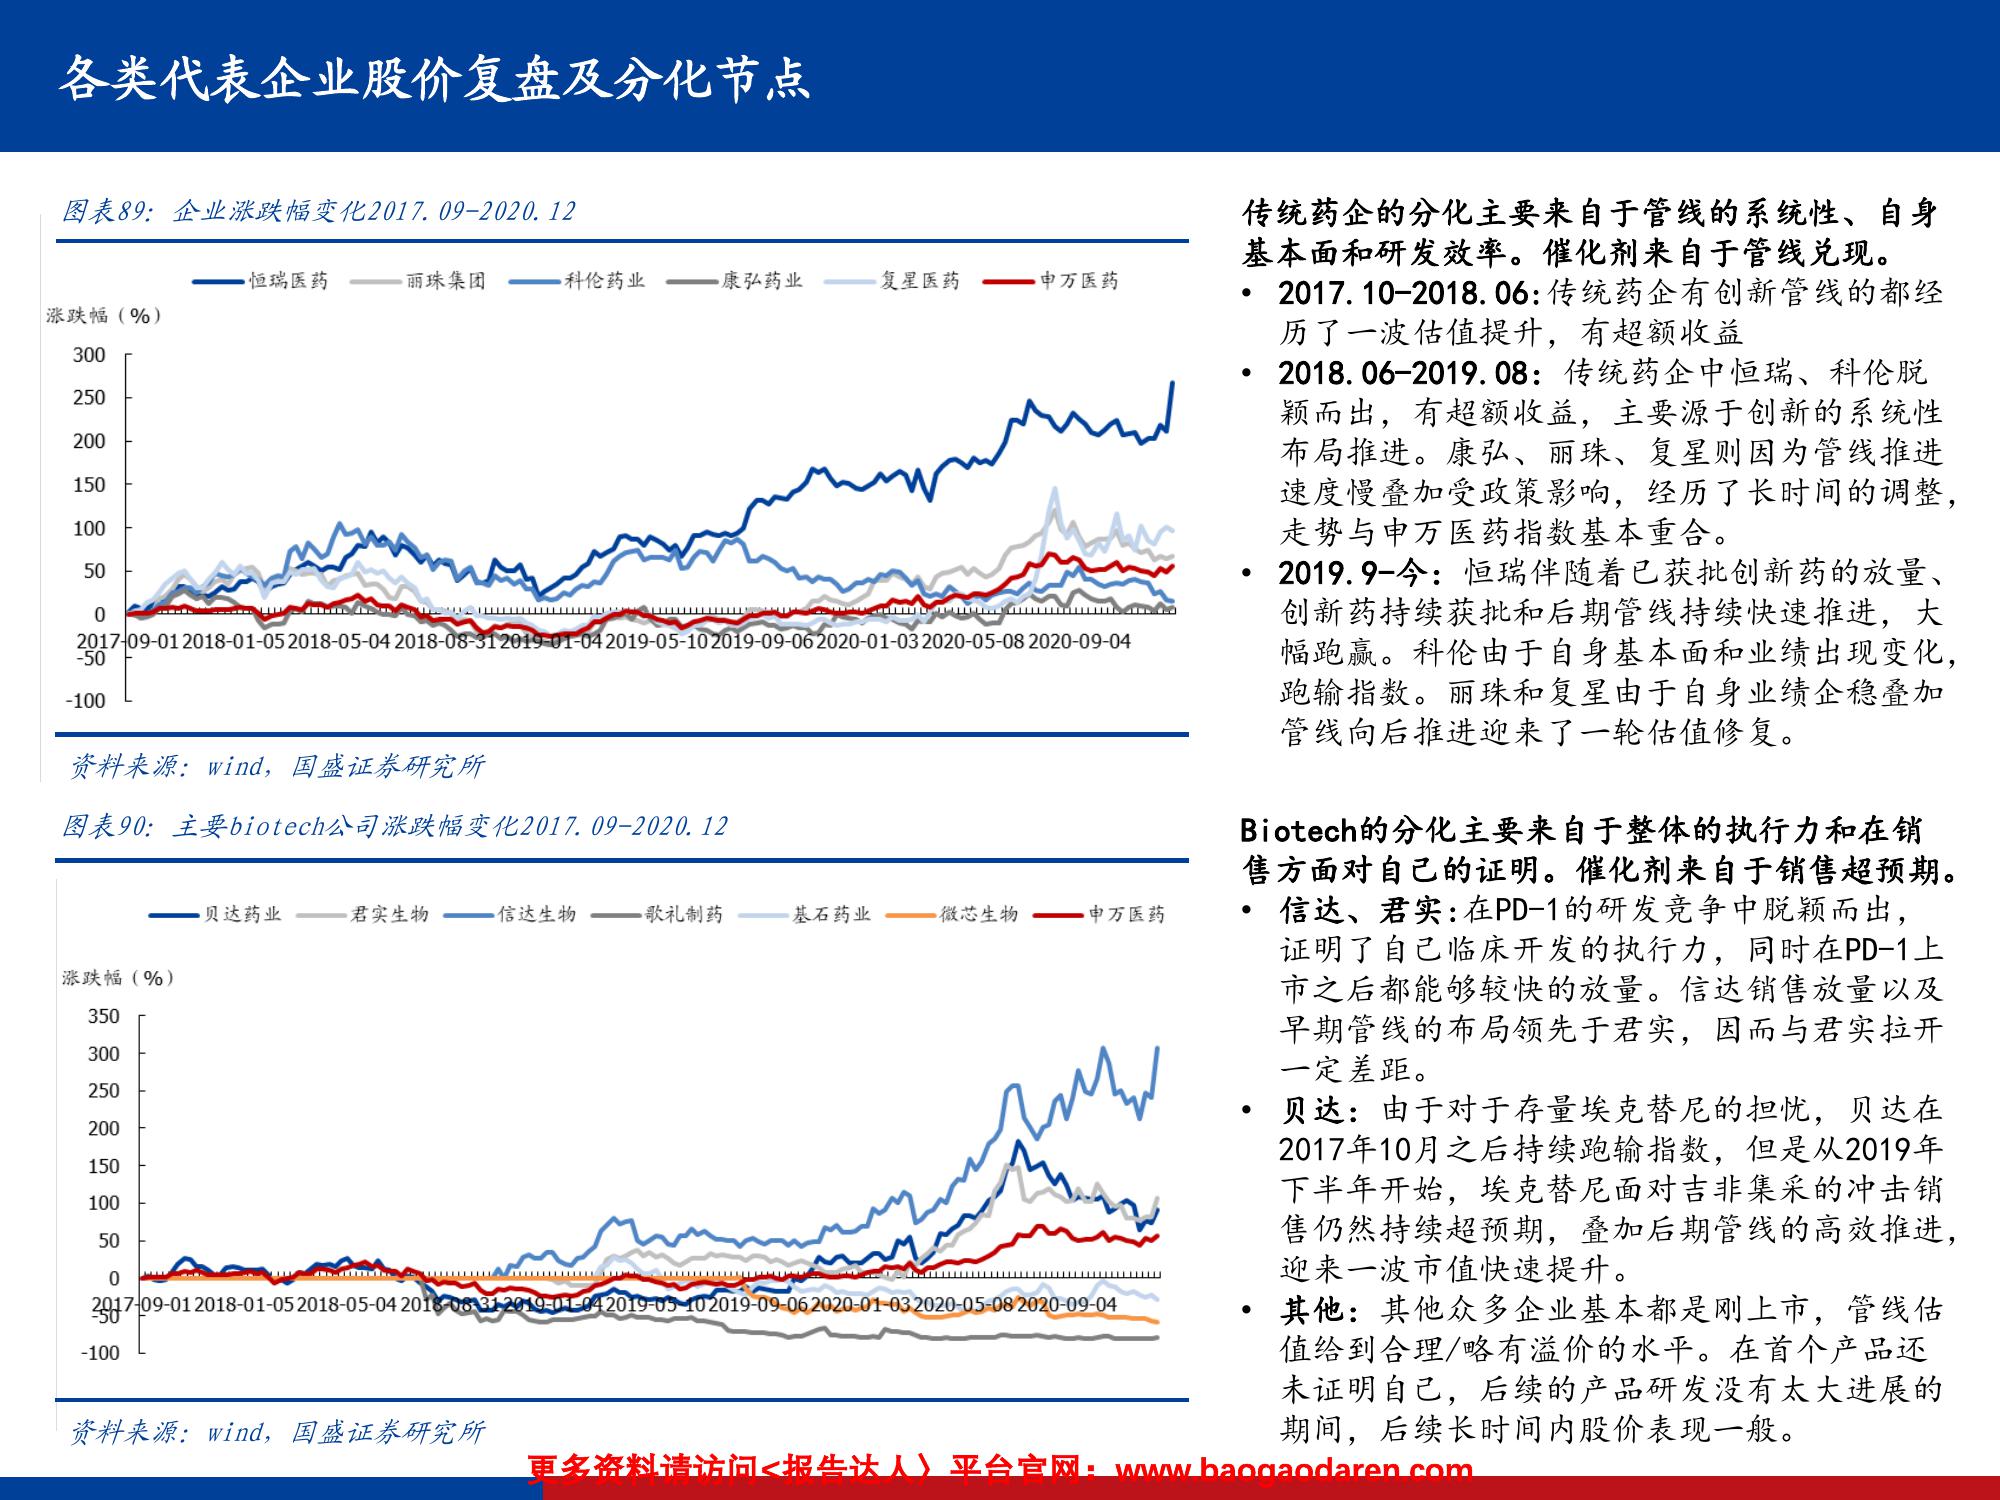 各类代表企业股价复盘及分化节点
图表89：企业涨跌幅变化2017.09-2020.12
恒瑞医药 丽珠集团 科伦药业 康弘药业 复星医药 申万医药
涨跌幅（%）
300
250
200
150
100
50
0
2017-09-01 2018-01-05 2018-05-04 2018-08-31 2019-01-04 2019-05-10 2019-09-06 2020-01-03 2020-05-08 2020-09-04
-50
-100
资料来源：wind，国盛证券研究所
图表90：主要biotech公司涨跌幅变化2017.09-2020.12
贝达药业 君实生物 信达生物 歌礼制药 基石药业 微芯生物 申万医药
涨跌幅（%）
350
300
250
200
150
100
50
0
2017-09-01 2018-01-05 2018-05-04 2018-08-31 2019-01-04 2019-05-10 2019-09-06 2020-01-03 2020-05-08 2020-09-04
-50
-100
资料来源：wind，国盛证券研究所
传统药企的分化主要来自于管线的系统性、自身
基本面和研发效率。催化剂来自于管线兑现。
• 2017.10-2018.06:传统药企有创新管线的都经
历了一波估值提升，有超额收益
• 2018.06-2019.08：传统药企中恒瑞、科伦脱
颖而出，有超额收益，主要源于创新的系统性
布局推进。康弘、丽珠、复星则因为管线推进
速度慢叠加受政策影响，经历了长时间的调整，
走势与申万医药指数基本重合。
• 2019.9-今：恒瑞伴随着已获批创新药的放量、
创新药持续获批和后期管线持续快速推进，大
幅跑赢。科伦由于自身基本面和业绩出现变化，
跑输指数。丽珠和复星由于自身业绩企稳叠加
管线向后推进迎来了一轮估值修复。
Biotech的分化主要来自于整体的执行力和在销
售方面对自己的证明。催化剂来自于销售超预期。
• 信达、君实:在PD-1的研发竞争中脱颖而出，
证明了自己临床开发的执行力，同时在PD-1上
市之后都能够较快的放量。信达销售放量以及
早期管线的布局领先于君实，因而与君实拉开
一定差距。
• 贝达：由于对于存量埃克替尼的担忧，贝达在
2017年10月之后持续跑输指数，但是从2019年
下半年开始，埃克替尼面对吉非集采的冲击销
售仍然持续超预期，叠加后期管线的高效推进，
迎来一波市值快速提升。
• 其他：其他众多企业基本都是刚上市，管线估
值给到合理/略有溢价的水平。在首个产品还
未证明自己，后续的产品研发没有太大进展的
期间，后续长时间内股价表现一般。
更多资料请访问<报告达人〉平台官网：www.baogaodaren.com